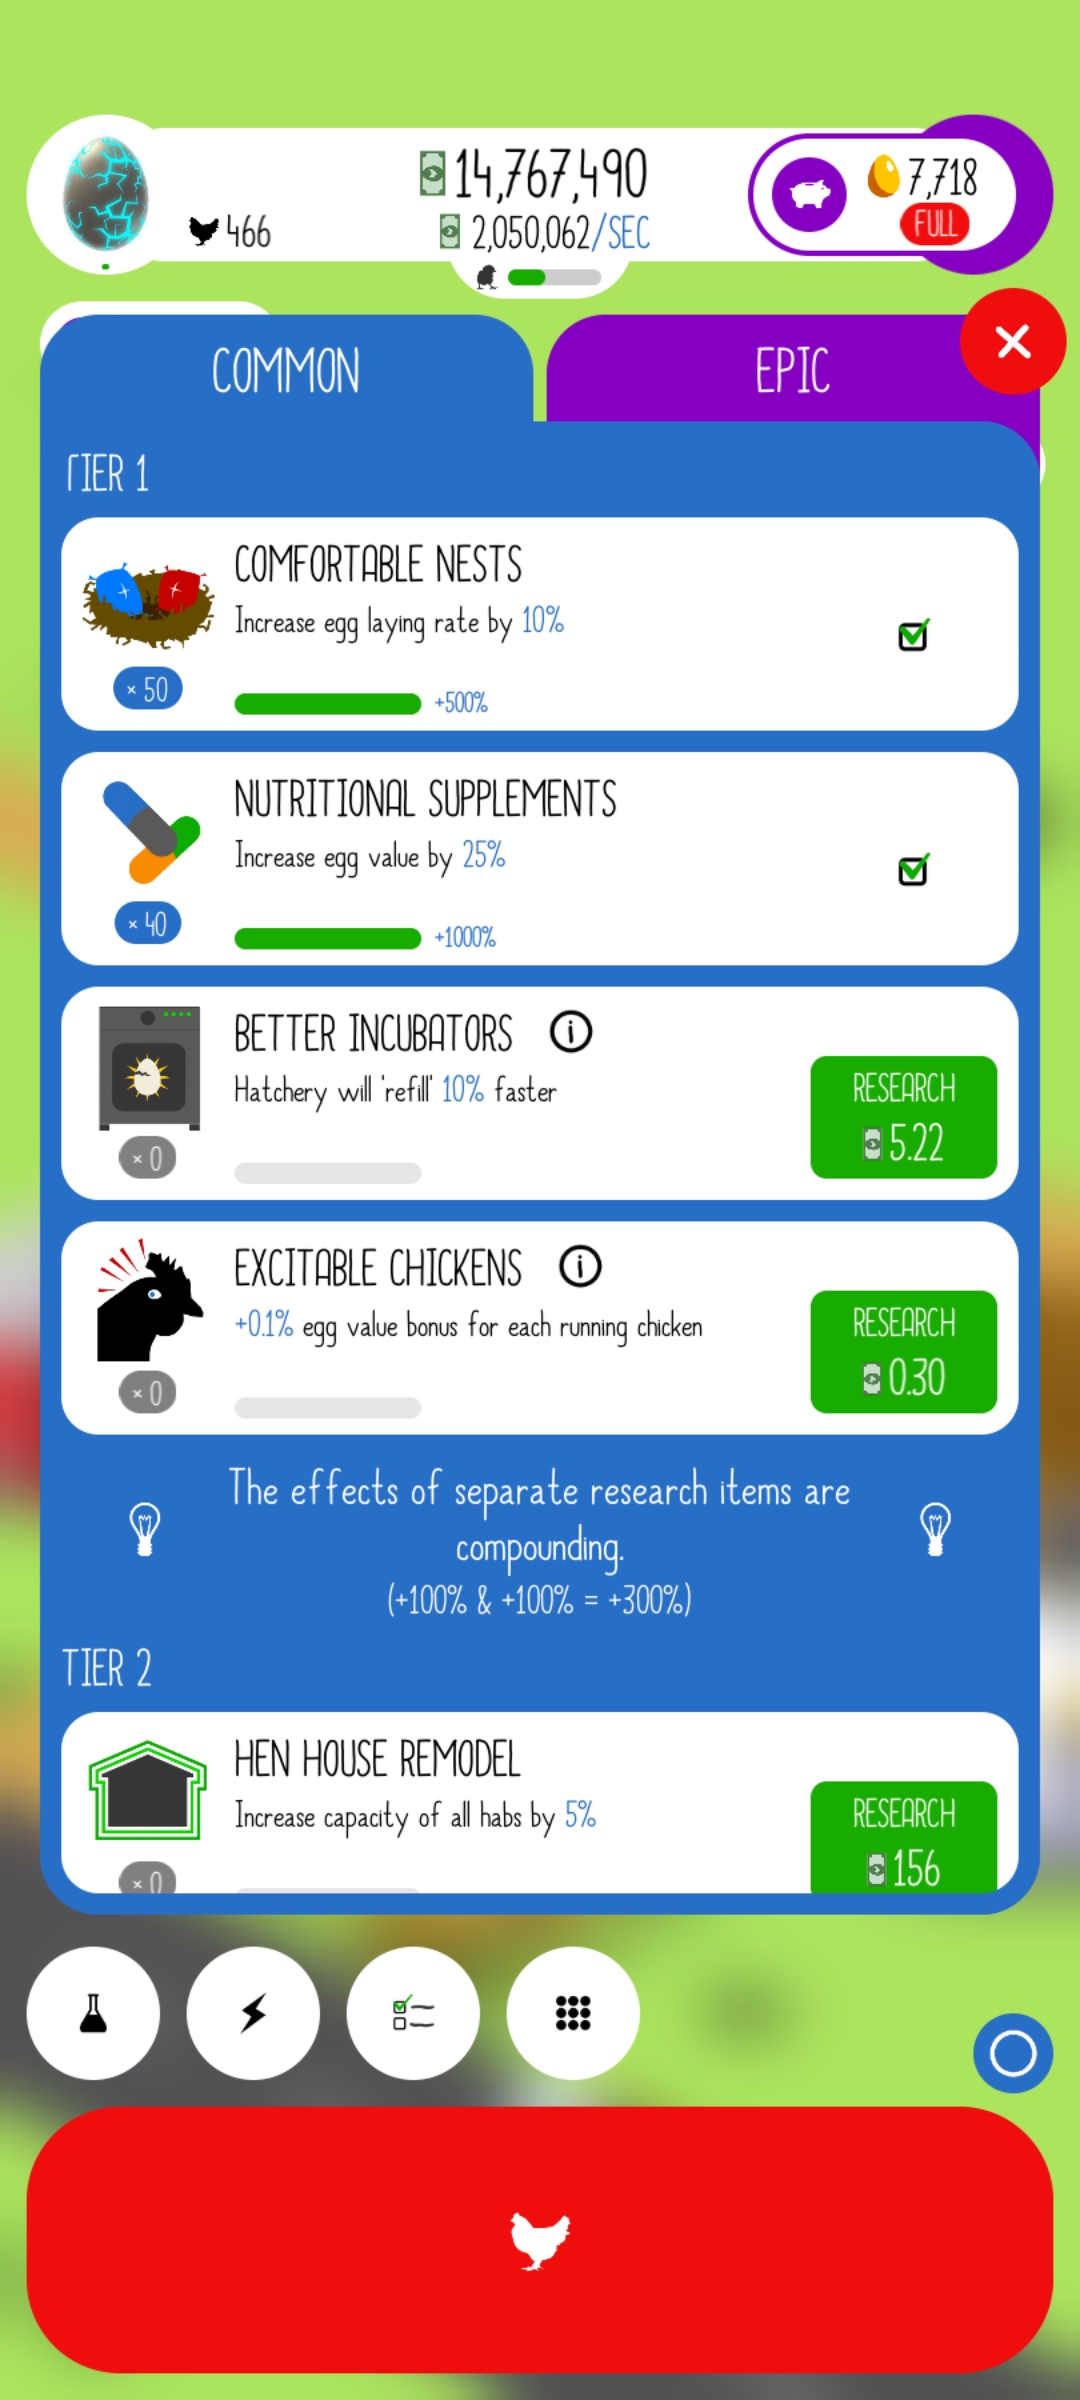 14,767,490
7,718
466
2,050,062/SEC
FULL
COMMON
EPIC
TIER 1
COMFORTABLE NESTS
Increase egg laying rate by 10%
× 50
+500%
NUTRITIONAL SUPPLEMENTS
Increase egg value by 25%
× 40
+1000%
BETTER INCUBATORS
Hatchery will 'refill' 10% faster
RESEARCH
5.22
× 0
EXCITABLE CHICKENS
+0.1% egg value bonus for each running chicken
RESEARCH
0.30
× 0
The effects of separate research items are
compounding.
(+100% & +100% = +300%)
TIER 2
HEN HOUSE REMODEL
Increase capacity of all habs by 5%
RESEARCH
156
× 0